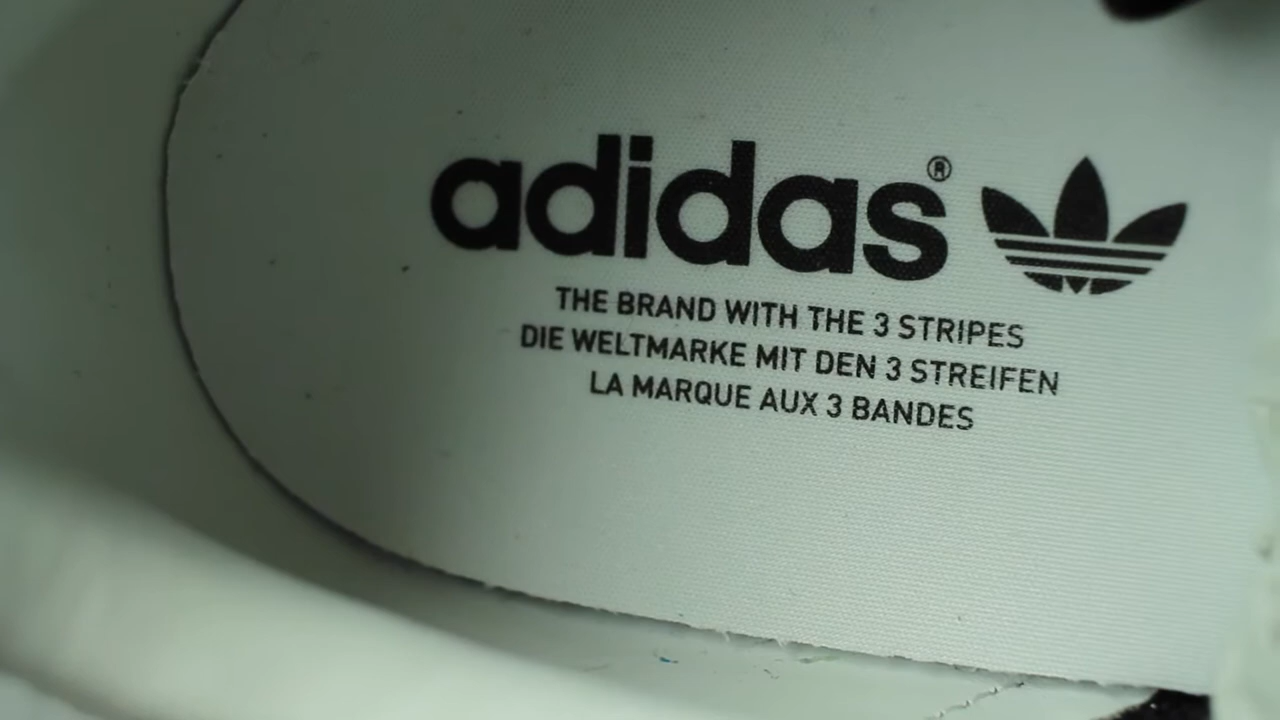 adidas®
THE BRAND WITH THE 3 STRIPES
DIE WELTMARKE MIT DEN 3 STREIFEN
LA MARQUE AUX 3 BANDES